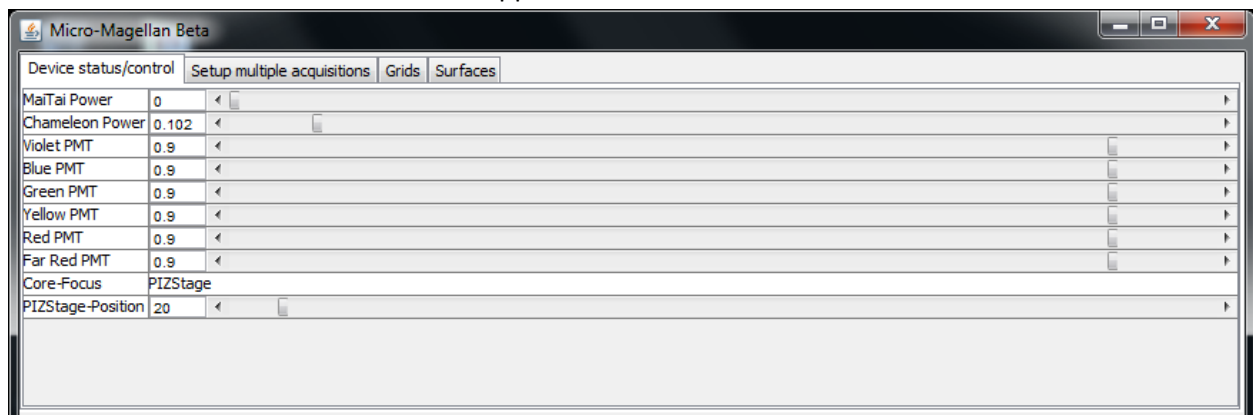 Micro-Magellan Beta
Device status/control Setup multiple acquisitions Grids Surfaces
MaiTai Power 0
Chameleon Power 0.102
Violet PMT 0.9
Blue PMT 0.9
Green PMT 0.9
Yellow PMT 0.9
Red PMT 0.9
Far Red PMT 0.9
Core-Focus PIZStage
PIZStage-Position 20